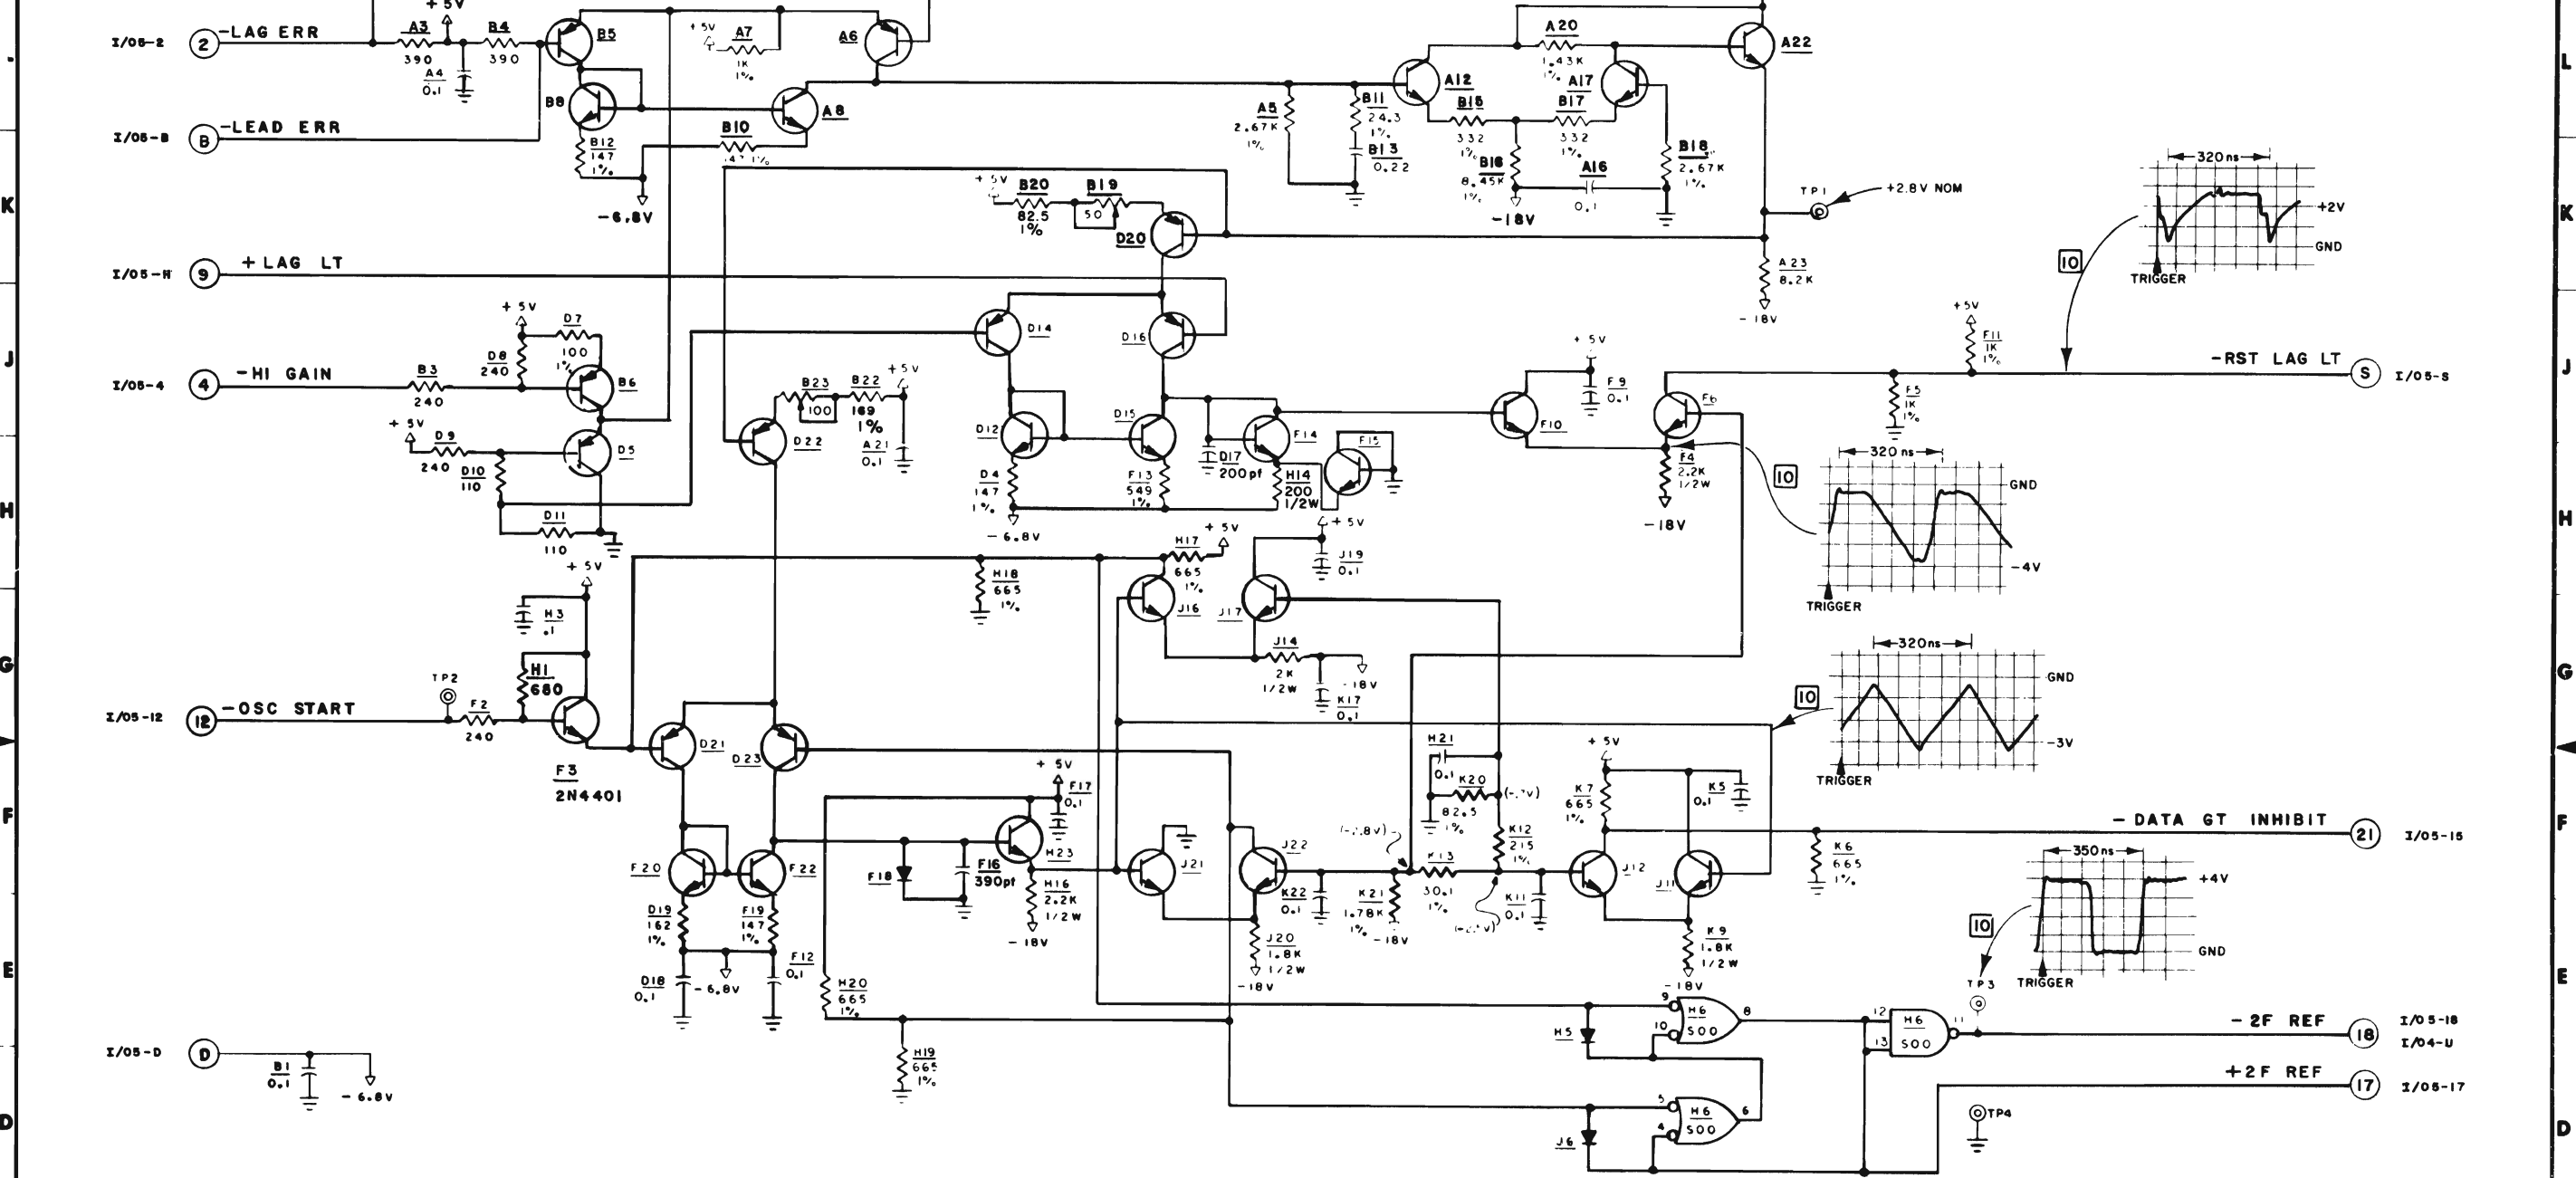 + 5V
I/05-2
2
-LAG ERR
A3
390
B4
390
A4
0.1
B5
+ 5V
A7
1K
1%
A6
B8
A8
I/05-B
B
-LEAD ERR
B12
147
1%
B10
-6.8V
A5
2.67K
1%
B11
24.3
1%
B13
0.22
A12
A20
1.43K
1%
A17
A22
B15
332
1%
B17
332
1%
B16
8.45K
1%
A16
0.1
B18
2.67K
1%
-18V
TP1
+2.8V NOM
A23
8.2K
-18V
320ns
+2V
GND
TRIGGER
10
+ 5V
B20
82.5
1%
B19
50
D20
I/05-H
9
+ LAG LT
+ 5V
D7
100
1%
D8
240
I/05-4
4
-HI GAIN
B3
240
B6
+ 5V
D9
240
D10
110
D5
D11
110
D14
D16
B23
100
B22
169
1%
+ 5V
D22
A21
0.1
D12
D15
D4
147
1%
F13
549
1%
- 6.8V
D17
200pf
F14
H14
200
1/2W
F15
F10
+ 5V
F9
0.1
F6
F4
2.2K
1/2W
-18V
F5
1K
1%
+5V
F11
1K
1%
-RST LAG LT
S
I/05-S
10
320 ns
GND
-4V
TRIGGER
+ 5V
H3
.1
H18
665
1%
H17
665
1%
+ 5V
J16
J17
+ 5V
J19
0.1
J14
2K
1/2W
-18V
K17
0.1
I/05-12
12
-OSC START
TP2
F2
240
H1
680
F3
2N4401
D21
D23
10
320ns
GND
-3V
TRIGGER
F20
F22
D19
162
1%
F19
147
1%
D18
0.1
- 6.8V
F12
0.1
+ 5V
F17
0.1
F18
F16
390pf
H23
H16
2.2K
1/2W
- 18V
J21
J22
J20
1.8K
1/2W
-18V
H20
665
1%
H19
665
1%
H21
0.1
K20
82.5
1%
K12
215
1%
K13
30.1
1%
K22
0.1
K21
1.78K
1%
-18V
K11
0.1
+ 5V
K7
665
1%
K5
0.1
J12
J11
K9
1.8K
1/2W
- 18V
K6
665
1%
- DATA GT INHIBIT
21
I/05-15
350ns
+4V
GND
TRIGGER
10
TP3
H5
9
10
H6
S00
8
12
13
H6
S00
11
- 2F REF
18
I/05-18
I/04-U
+2F REF
17
I/05-17
J6
5
4
H6
S00
6
TP4
I/05-D
D
B1
0.1
- 6.8V
L
K
J
H
G
F
E
D
K
J
H
G
F
E
D